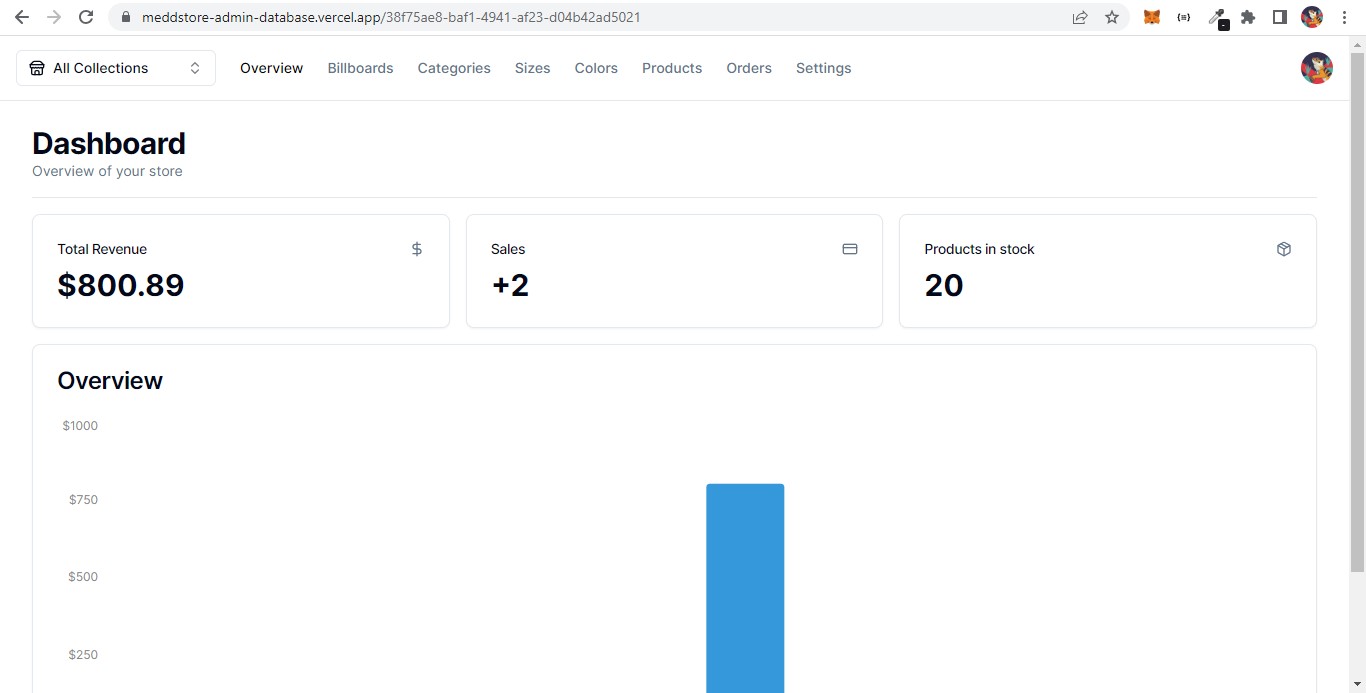 meddstore-admin-database.vercel.app/38f75ae8-baf1-4941-af23-d04b42ad5021
All Collections Overview Billboards Categories Sizes Colors Products Orders Settings
Dashboard
Overview of your store
Total Revenue $
$800.89
Sales
+2
Products in stock
20
Overview
$1000
$750
$500
$250